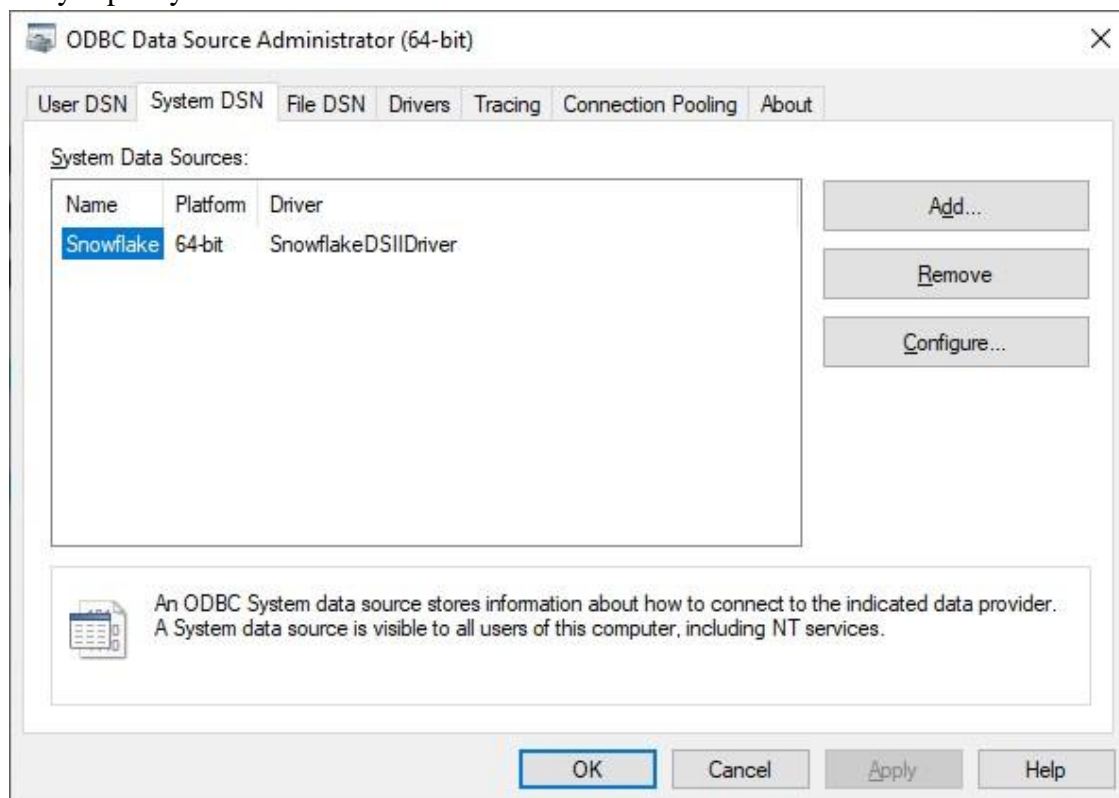 ODBC Data Source Administrator (64-bit)
User DSN System DSN File DSN Drivers Tracing Connection Pooling About
System Data Sources:
Name Platform Driver
Snowflake 64-bit SnowflakeDSIIDriver
Add...
Remove
Configure...
An ODBC System data source stores information about how to connect to the indicated data provider.
A System data source is visible to all users of this computer, including NT services.
OK Cancel Apply Help